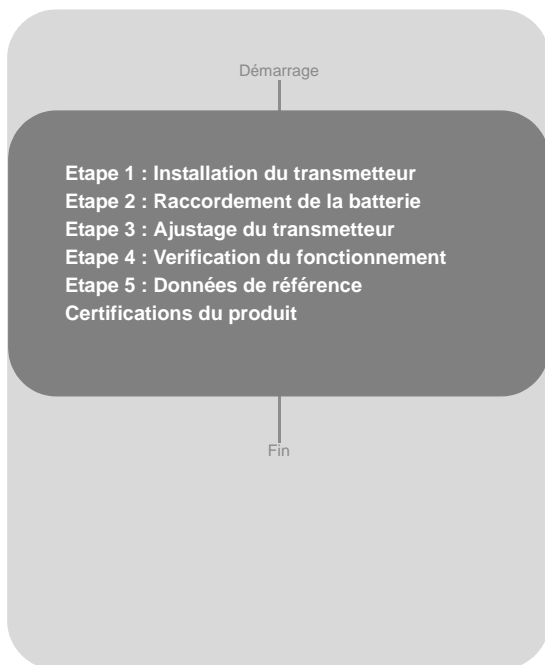 Démarrage
Etape 1 : Installation du transmetteur
Etape 2 : Raccordement de la batterie
Etape 3 : Ajustage du transmetteur
Etape 4 : Verification du fonctionnement
Etape 5 : Données de référence
Certifications du produit
Fin